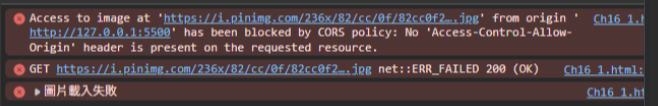 Access to image at 'https://i.pinimg.com/236x/82/cc/0f/82cc0f2….jpg' from origin ' Ch16 1.h
http://127.0.0.1:5500' has been blocked by CORS policy: No 'Access-Control-Allow-
Origin' header is present on the requested resource.
GET https://i.pinimg.com/236x/82/cc/0f/82cc0f2….jpg net::ERR_FAILED 200 (OK) Ch16 1.html:
圖片載入失敗 Ch16 1.ht